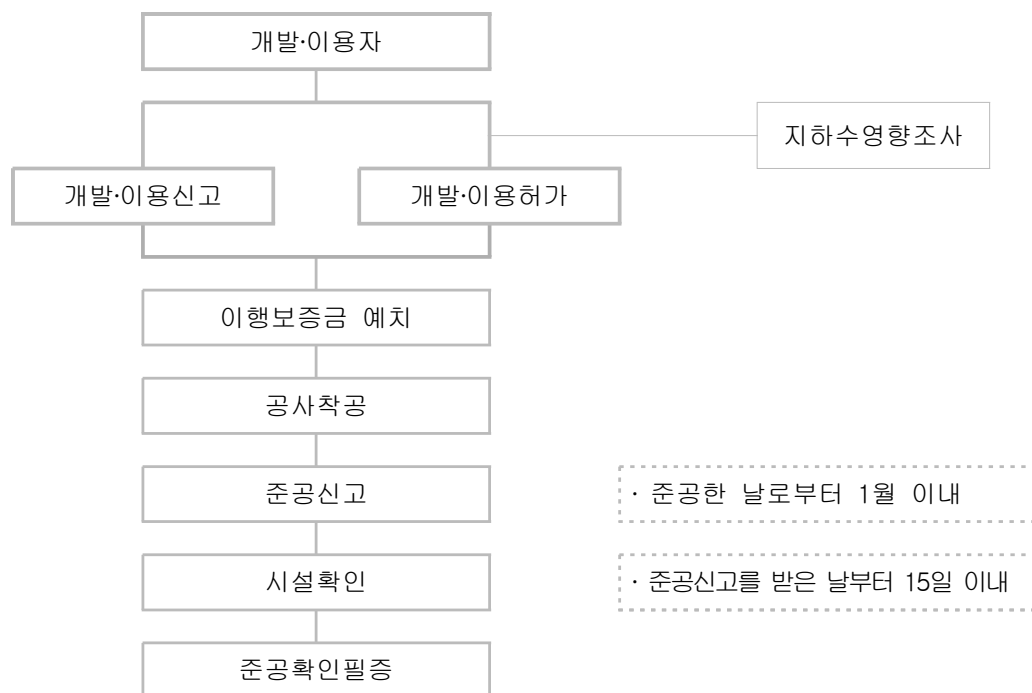 개발·이용자
지하수영향조사
개발·이용신고
개발·이용허가
이행보증금 예치
공사착공
준공신고
· 준공한 날로부터 1월 이내
시설확인
· 준공신고를 받은 날부터 15일 이내
준공확인필증